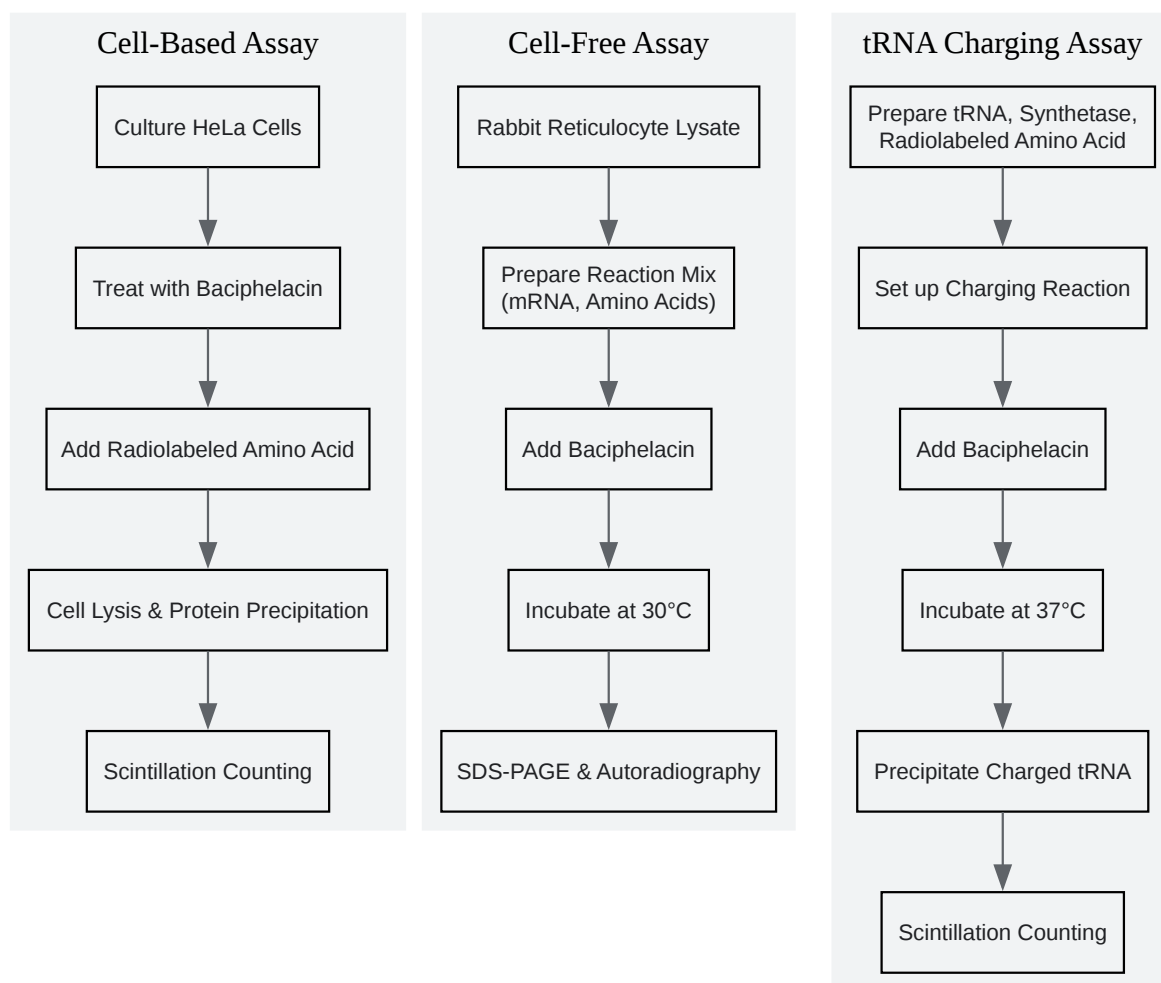 Cell-Based Assay
Culture HeLa Cells
Treat with Baciphelacin
Add Radiolabeled Amino Acid
Cell Lysis & Protein Precipitation
Scintillation Counting
Cell-Free Assay
Rabbit Reticulocyte Lysate
Prepare Reaction Mix
(mRNA, Amino Acids)
Add Baciphelacin
Incubate at 30°C
SDS-PAGE & Autoradiography
tRNA Charging Assay
Prepare tRNA, Synthetase,
Radiolabeled Amino Acid
Set up Charging Reaction
Add Baciphelacin
Incubate at 37°C
Precipitate Charged tRNA
Scintillation Counting